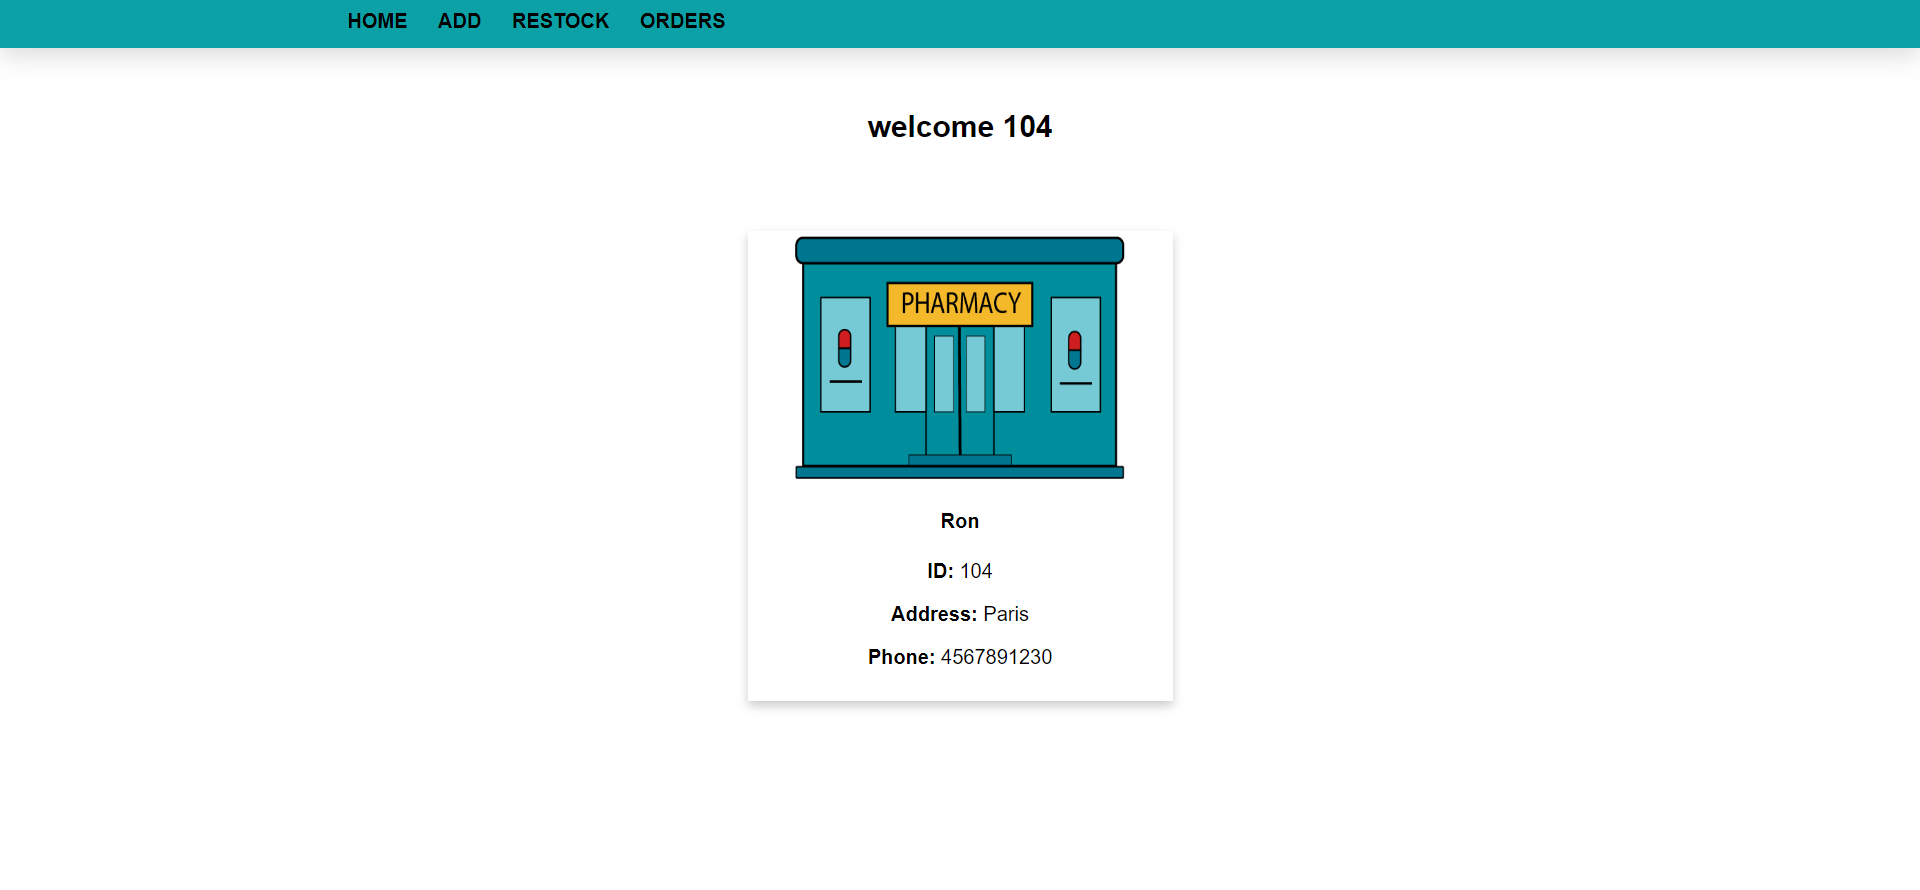 HOME ADD RESTOCK ORDERS
welcome 104
PHARMACY
Ron
ID: 104
Address: Paris
Phone: 4567891230